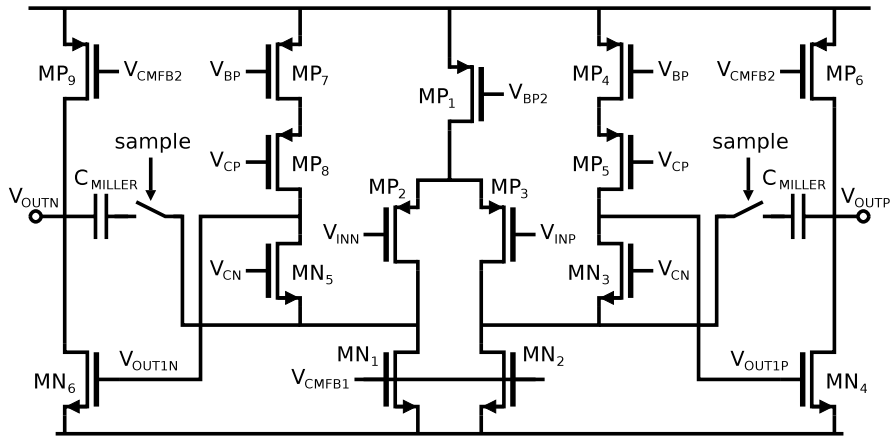 MP9 VCMFB2 VBP MP7 MP1 VBP2 MP4 VBP VCMFB2 MP6
sample VCP MP8 MP5 VCP sample
CMILLER MP2 MP3 CMILLER
VOUTN VINN VINP VOUTP
VCN MN5 MN3 VCN
MN6 VOUT1N MN1 MN2 VOUT1P MN4
VCMFB1